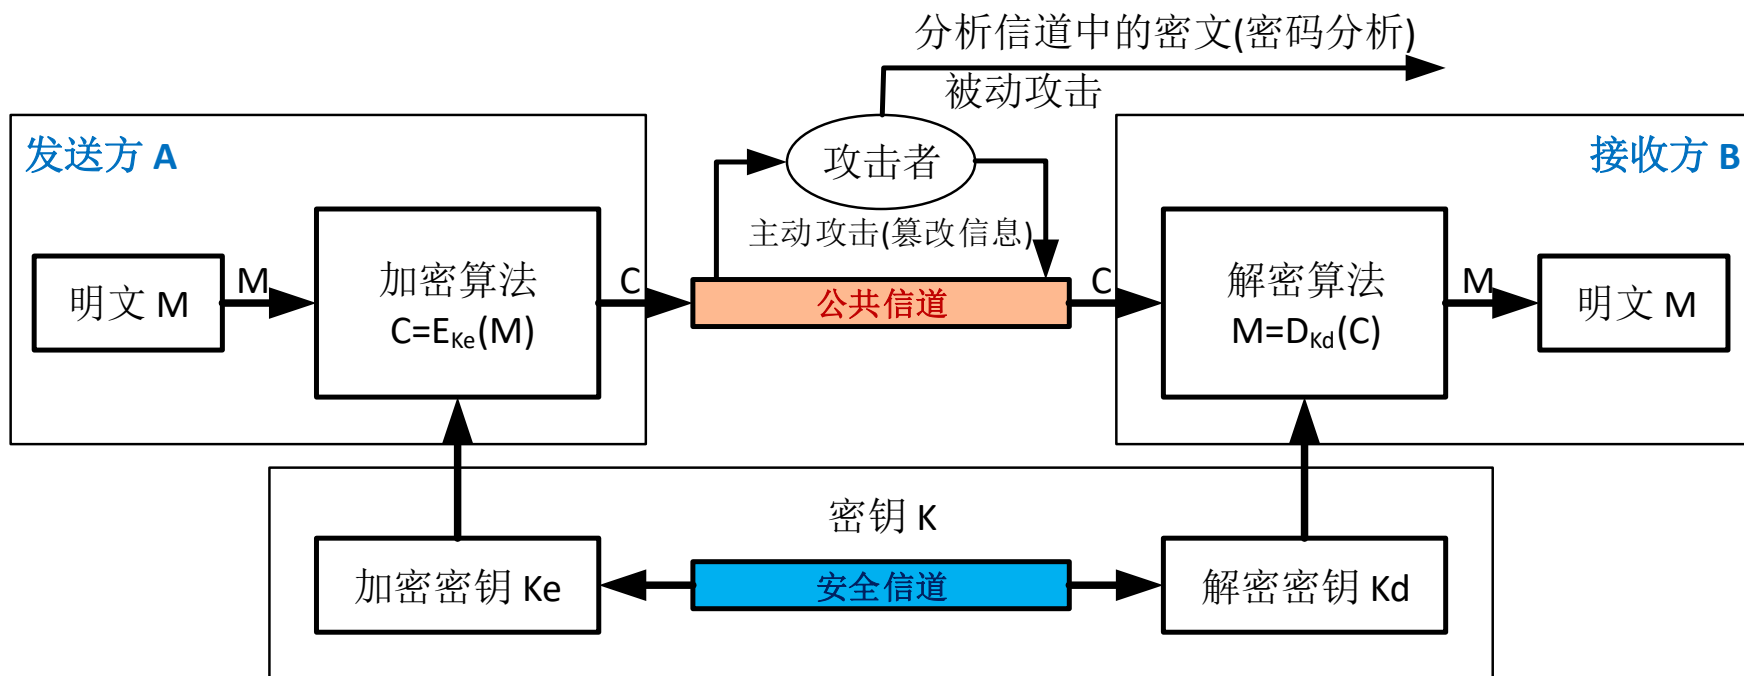 分析信道中的密文(密码分析)
被动攻击
发送方 A
攻击者
接收方 B
主动攻击(篡改信息)
明文 M
M
加密算法
C=E_Ke(M)
C
公共信道
C
解密算法
M=D_Kd(C)
M
明文 M
密钥 K
加密密钥 Ke
安全信道
解密密钥 Kd